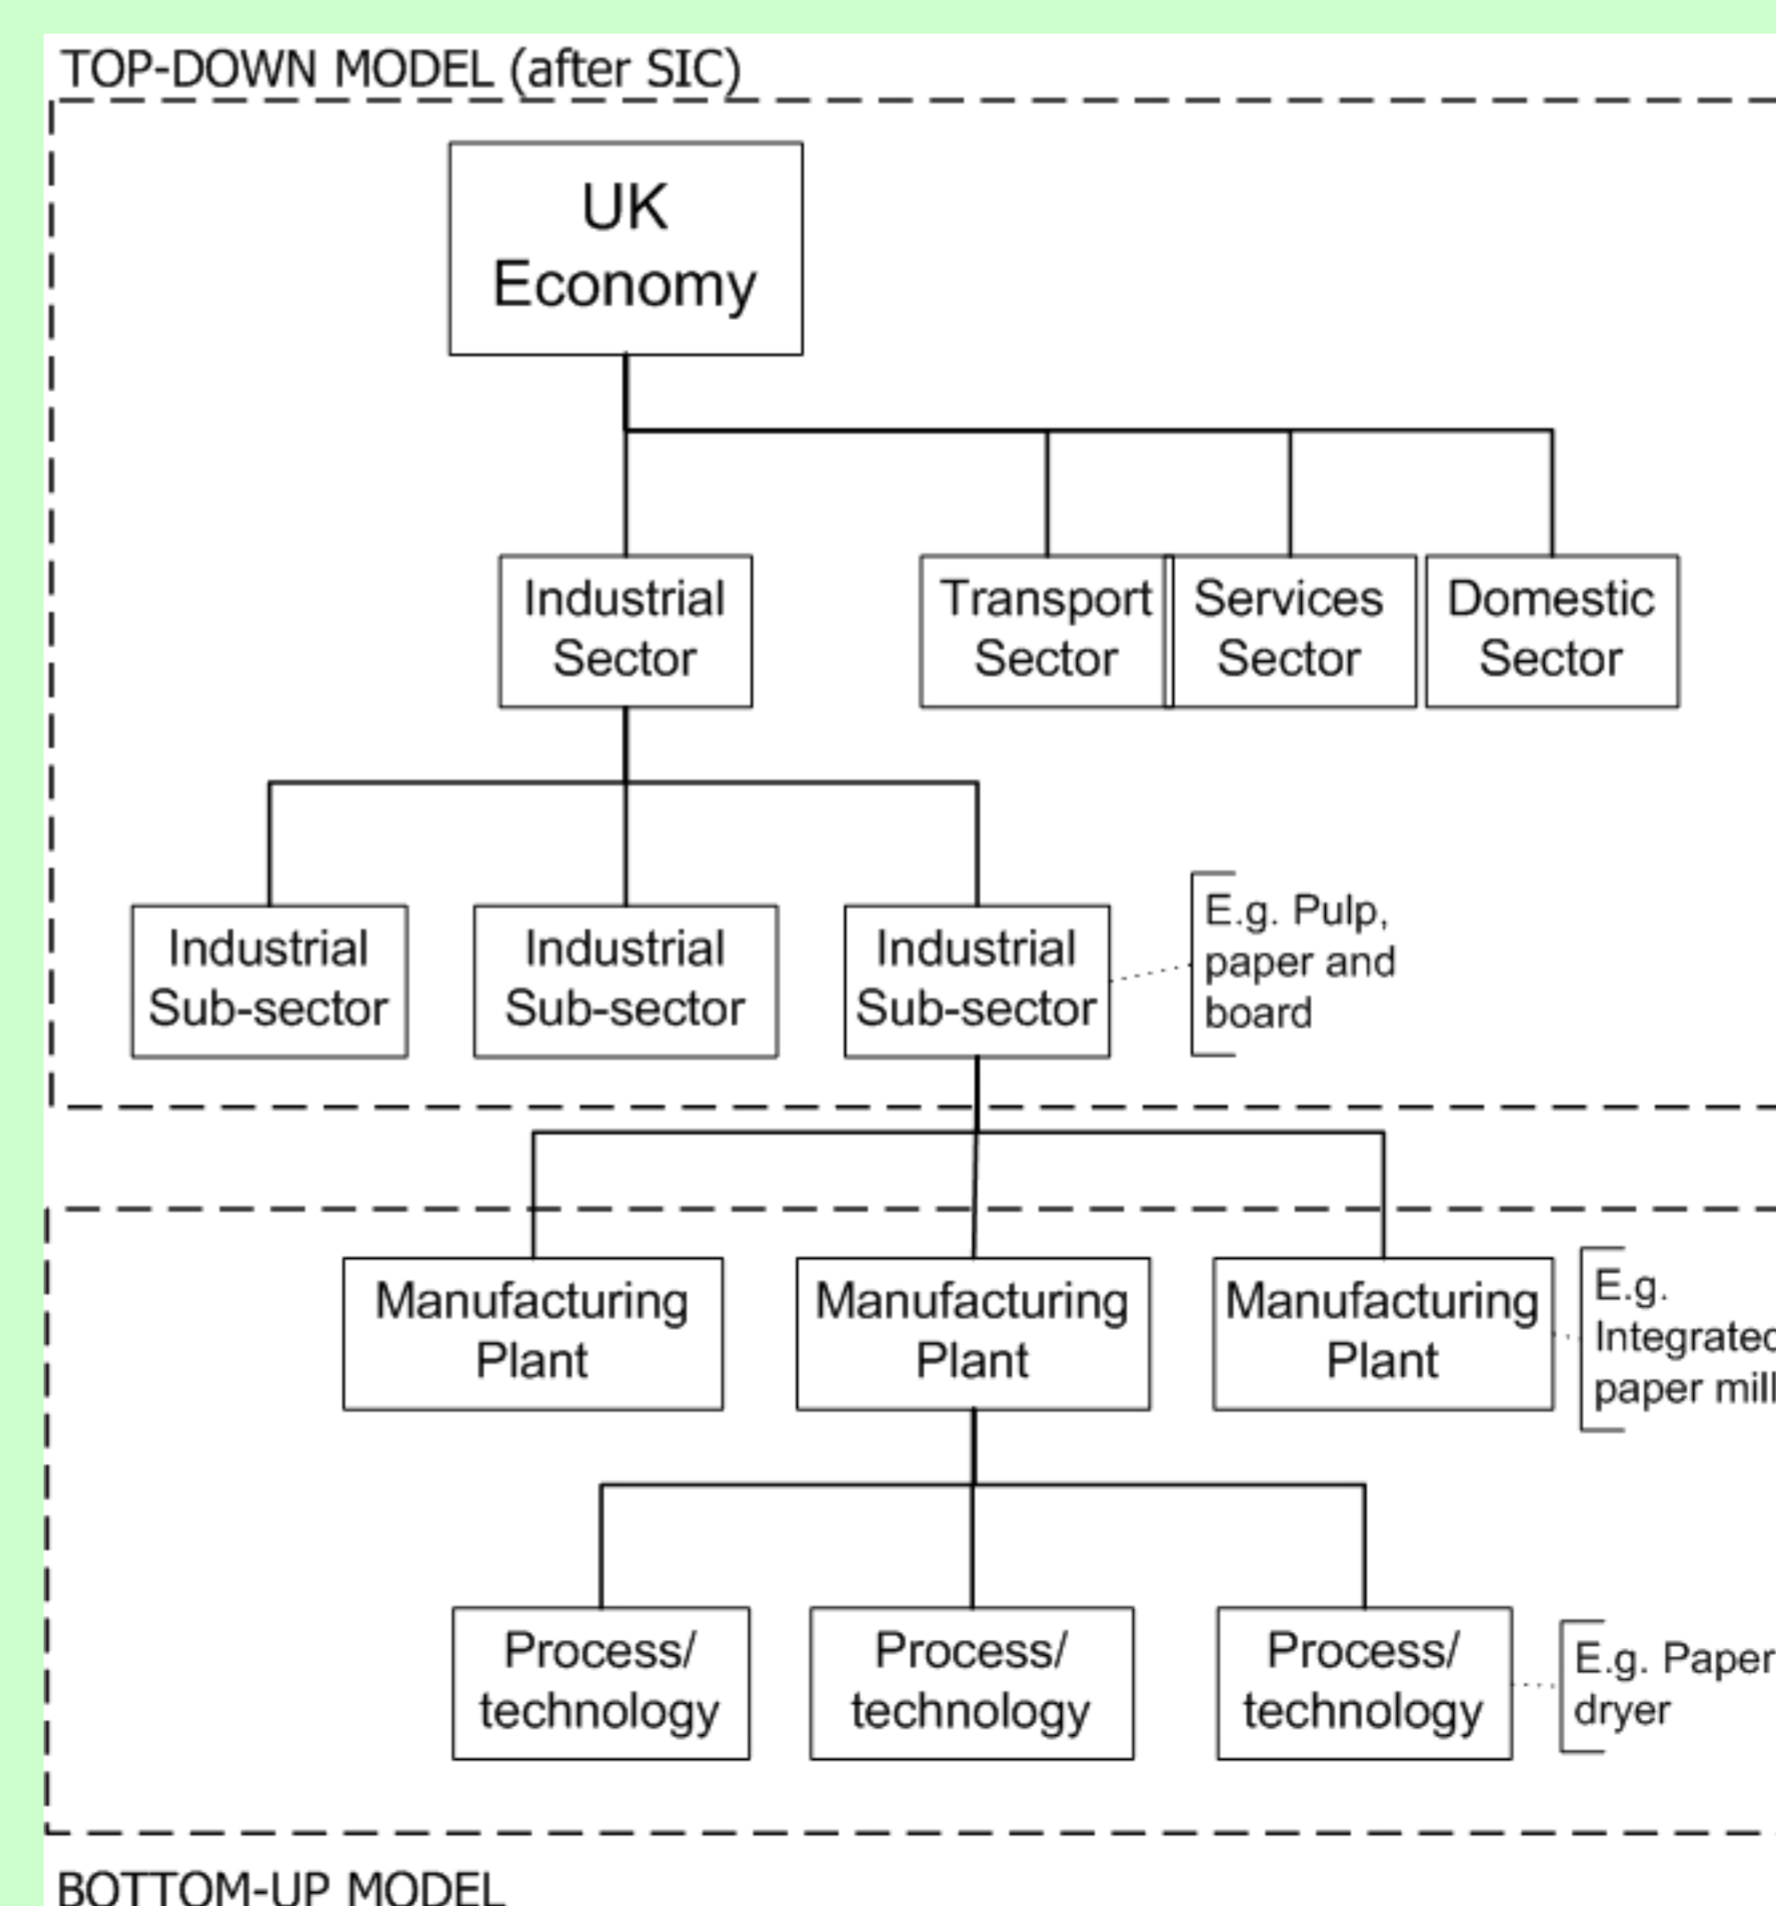 TOP-DOWN MODEL (after SIC)
UK
Economy
Industrial
Sector
Transport
Sector
Services
Sector
Domestic
Sector
Industrial
Sub-sector
Industrial
Sub-sector
Industrial
Sub-sector
E.g. Pulp,
paper and
board
Manufacturing
Plant
Manufacturing
Plant
Manufacturing
Plant
E.g.
Integrated
paper mill
Process/
technology
Process/
technology
Process/
technology
E.g. Paper
dryer
BOTTOM-UP MODEL